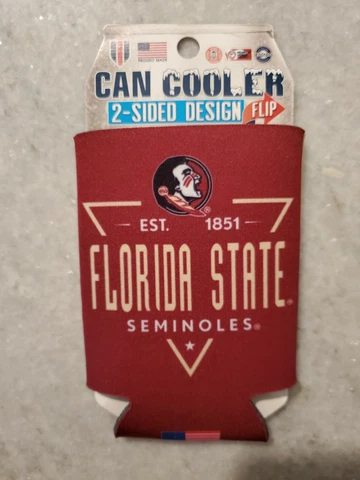 CAN COOLER
2-SIDED DESIGN FLIP
EST. 1851
FLORIDA STATE®
SEMINOLES®